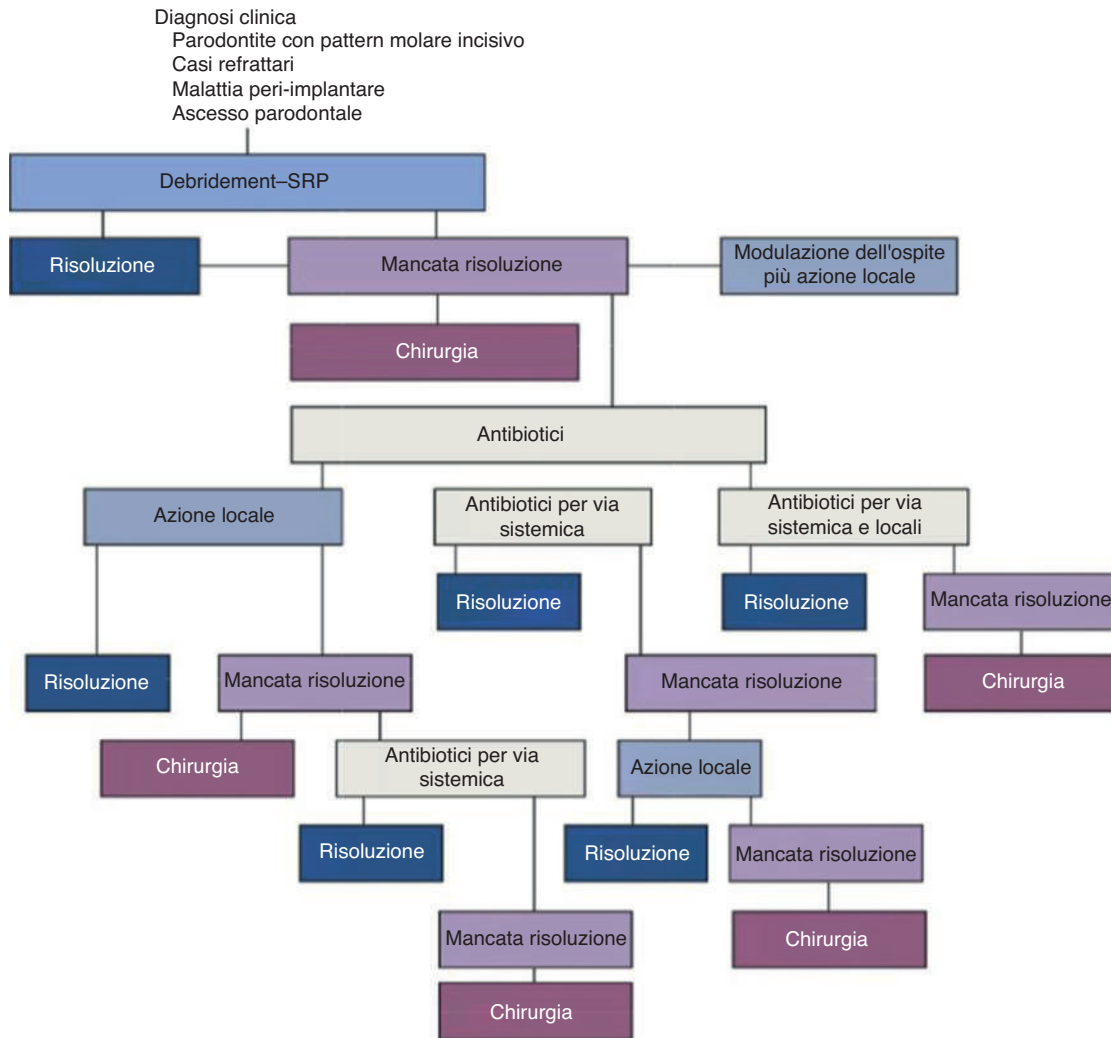 Diagnosi clinica
Parodontite con pattern molare incisivo
Casi refrattari
Malattia peri-implantare
Ascesso parodontale
Debridement–SRP
Risoluzione
Mancata risoluzione
Modulazione dell'ospite
più azione locale
Chirurgia
Antibiotici
Azione locale
Antibiotici per via
sistemica
Antibiotici per via
sistemica e locali
Risoluzione
Risoluzione
Mancata risoluzione
Risoluzione
Mancata risoluzione
Mancata risoluzione
Chirurgia
Chirurgia
Antibiotici per via
sistemica
Azione locale
Risoluzione
Risoluzione
Mancata risoluzione
Mancata risoluzione
Chirurgia
Chirurgia